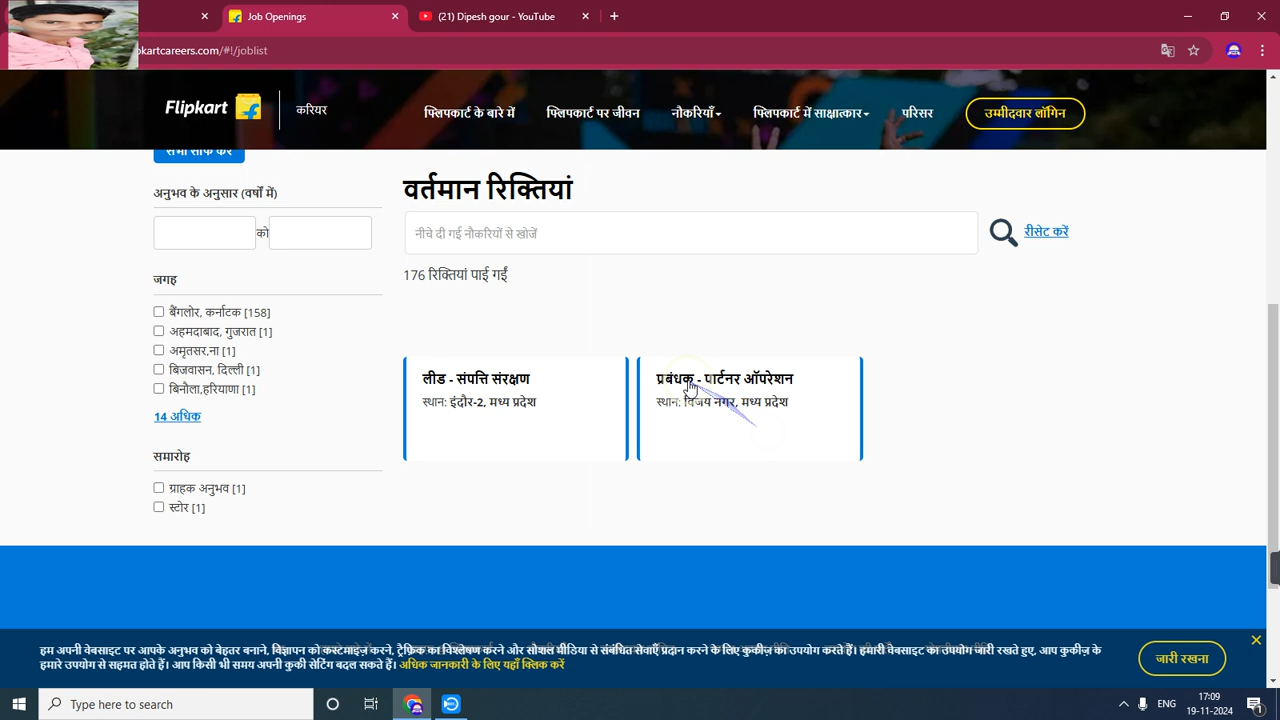 Job Openings
(21) Dipesh gour - YouTube
pkartcareers.com/#!/joblist
Flipkart
करियर
फ्लिपकार्ट के बारे में
फ्लिपकार्ट पर जीवन
नौकरियाँ
फ्लिपकार्ट में साक्षात्कार
परिसर
उम्मीदवार लॉगिन
सभी साफ करें
अनुभव के अनुसार (वर्षों में)
को
वर्तमान रिक्तियां
नीचे दी गई नौकरियों से खोजें
रीसेट करें
176 रिक्तियां पाई गईं
जगह
बैंगलोर, कर्नाटक [158]
अहमदाबाद, गुजरात [1]
अमृतसर,ना [1]
बिजवासन, दिल्ली [1]
बिनौला,हरियाणा [1]
14 अधिक
समारोह
ग्राहक अनुभव [1]
स्टोर [1]
लीड - संपत्ति संरक्षण
स्थान: इंदौर-2, मध्य प्रदेश
प्रबंधक - पार्टनर ऑपरेशन
स्थान: विजय नगर, मध्य प्रदेश
हम अपनी वेबसाइट पर आपके अनुभव को बेहतर बनाने, विज्ञापन को कस्टमाइज़ करने, ट्रैफ़िक का विश्लेषण करने और सोशल मीडिया से संबंधित सेवाएँ प्रदान करने के लिए कुकीज़ का उपयोग करते हैं। हमारी वेबसाइट का उपयोग जारी रखते हुए, आप कुकीज़ के
हमारे उपयोग से सहमत होते हैं। आप किसी भी समय अपनी कुकी सेटिंग बदल सकते हैं। अधिक जानकारी के लिए यहाँ क्लिक करें
जारी रखना
Type here to search
ENG
17:09
19-11-2024